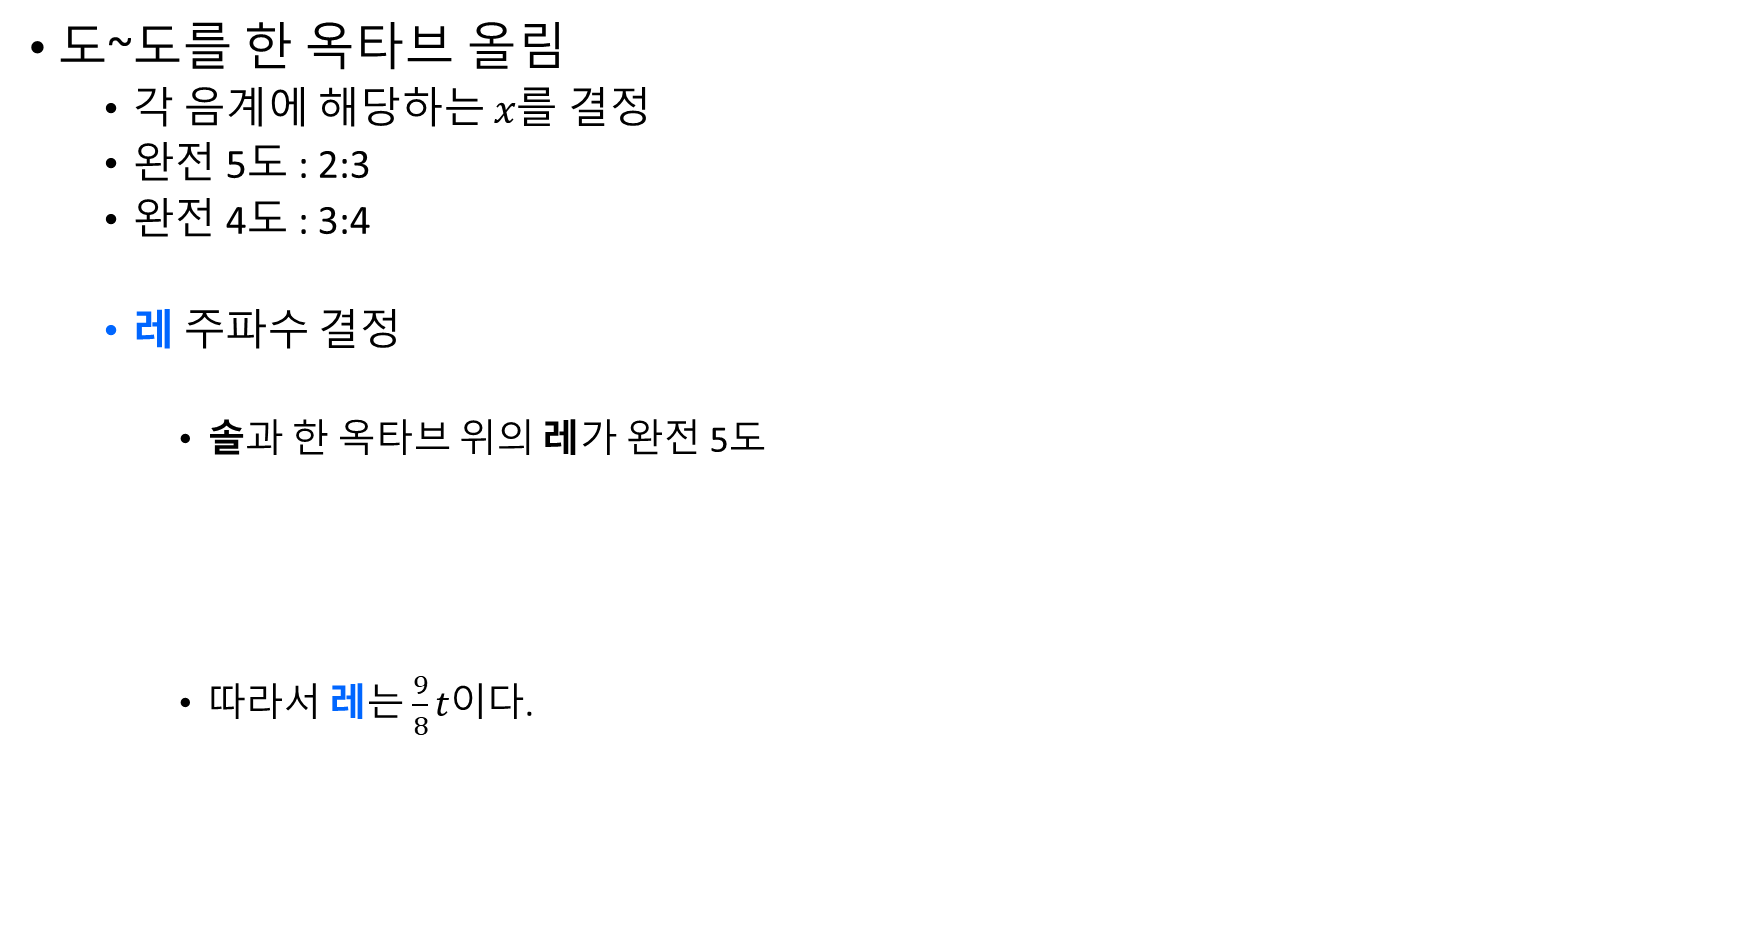 • 도~도를 한 옥타브 올림
• 각 음계에 해당하는 x를 결정
• 완전 5도 : 2:3
• 완전 4도 : 3:4
• 레 주파수 결정
• 솔과 한 옥타브 위의 레가 완전 5도
• 따라서 레는 9/8 t이다.